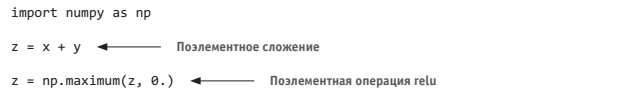 import numpy as np
z = x + y Поэлементное сложение
z = np.maximum(z, 0.) Поэлементная операция relu